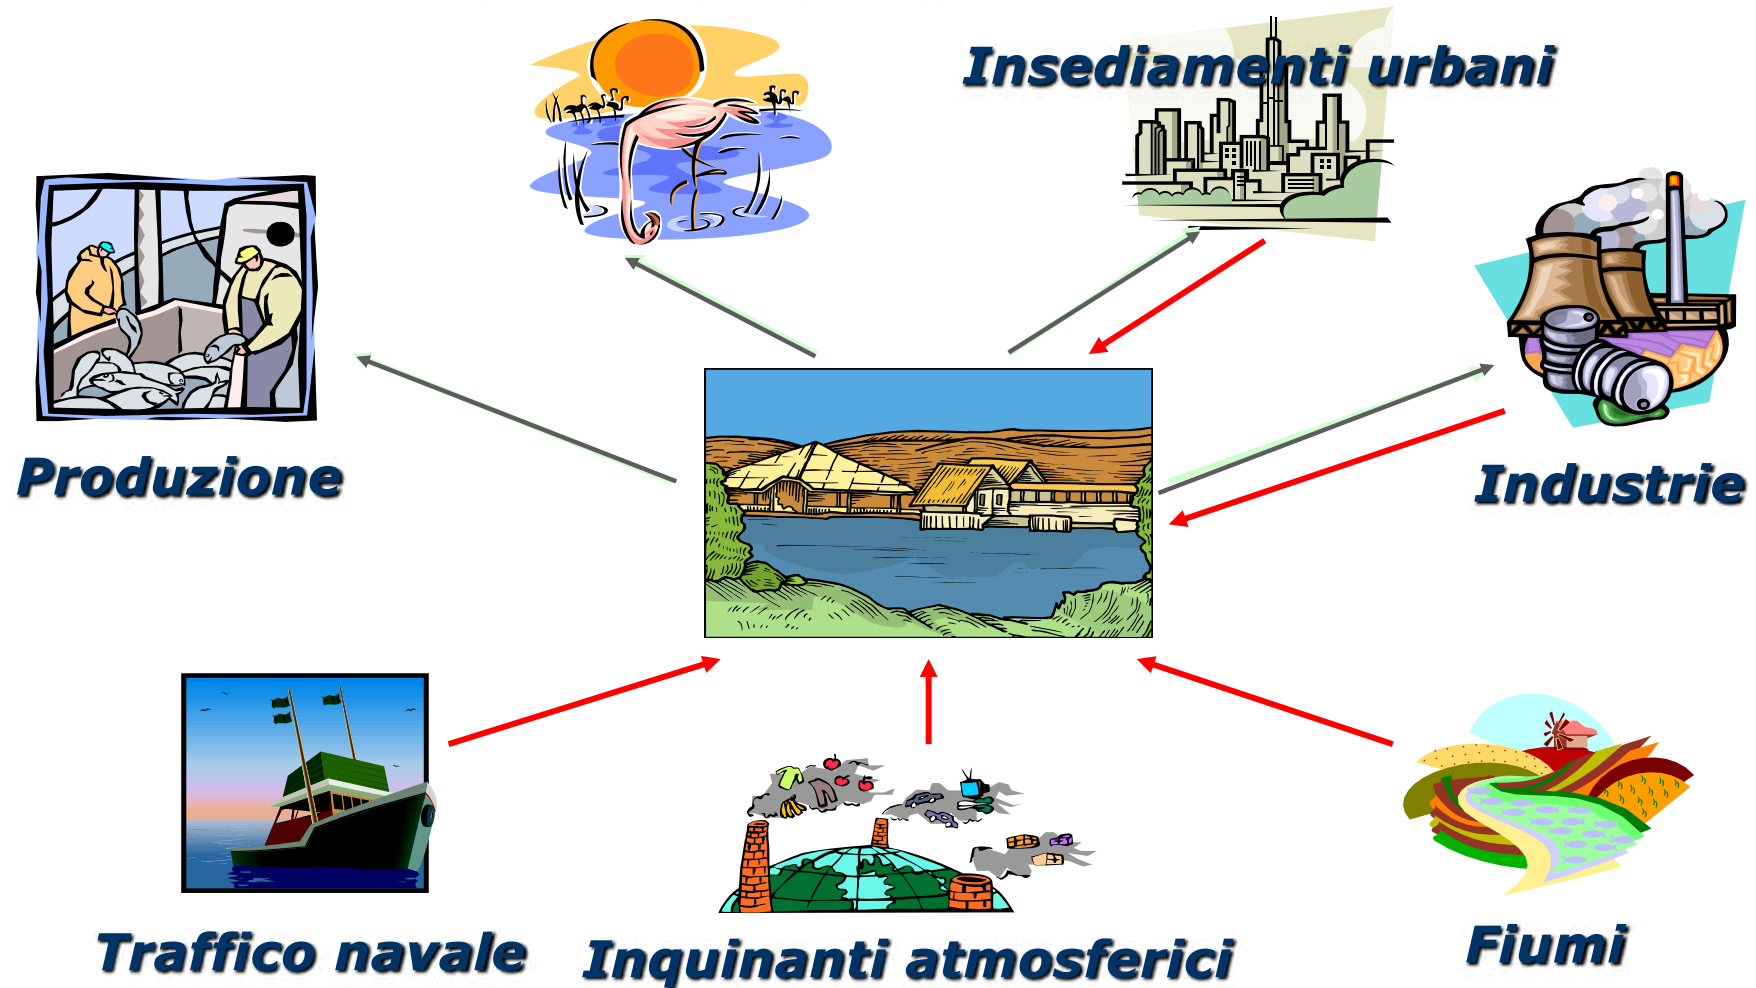 Insediamenti urbani
Produzione
Industrie
Traffico navale
Inquinanti atmosferici
Fiumi